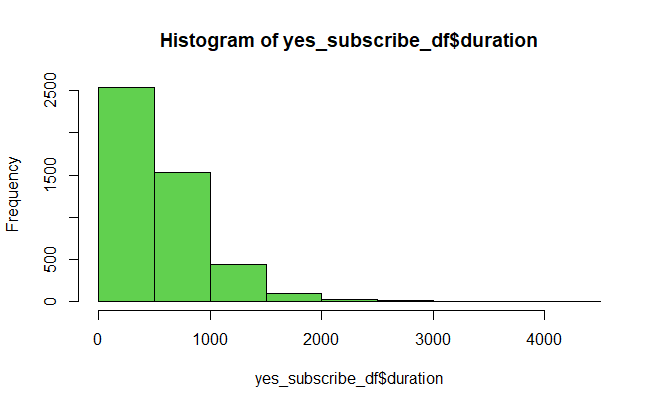 Histogram of yes_subscribe_df$duration
Frequency
2500
1500
500
0
0 1000 2000 3000 4000
yes_subscribe_df$duration